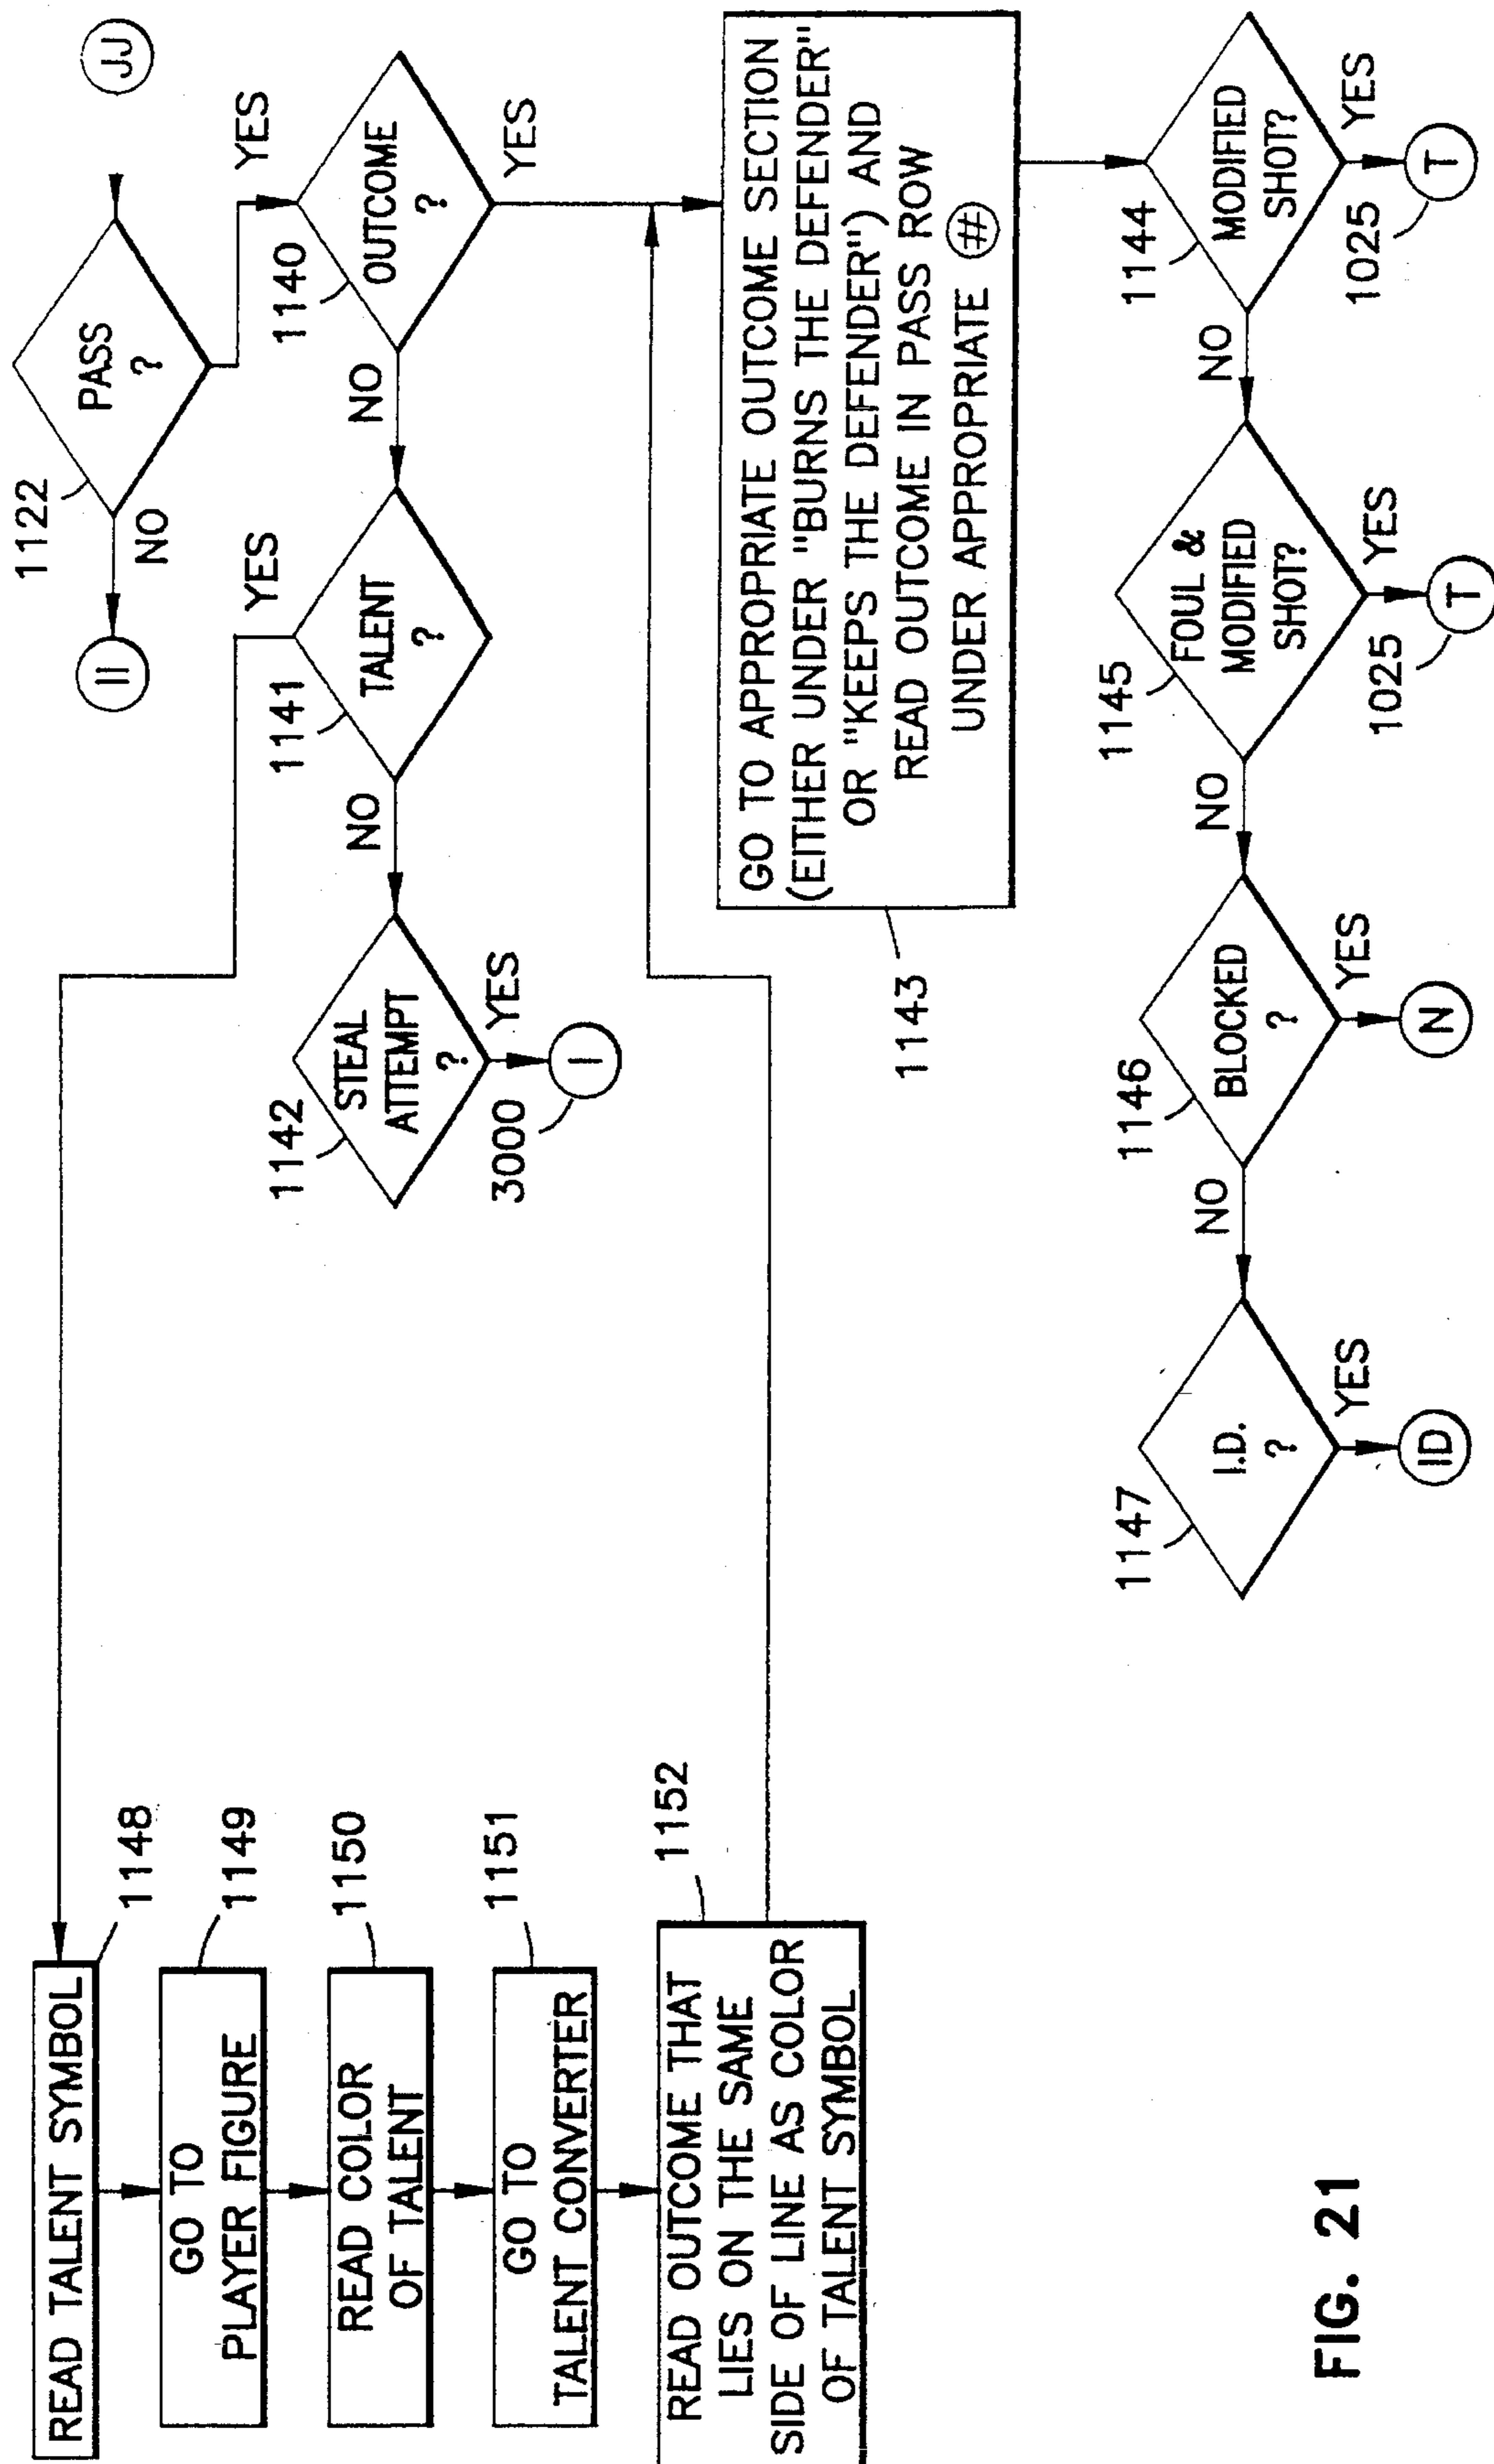 JJ
1122
PASS
?
YES
NO
II
1140
OUTCOME
?
NO
YES
1141
TALENT
?
YES
NO
1142
STEAL
ATTEMPT
?
YES
3000
I
READ TALENT SYMBOL
1148
GO TO
PLAYER FIGURE
1149
READ COLOR
OF TALENT
1150
GO TO
TALENT CONVERTER
1151
READ OUTCOME THAT
LIES ON THE SAME
SIDE OF LINE AS COLOR
OF TALENT SYMBOL
1152
GO TO APPROPRIATE OUTCOME SECTION
(EITHER UNDER "BURNS THE DEFENDER"
OR "KEEPS THE DEFENDER") AND
READ OUTCOME IN PASS ROW
UNDER APPROPRIATE #
1143
1144
MODIFIED
SHOT?
NO
YES
1025
T
1145
FOUL &
MODIFIED
SHOT?
NO
YES
1025
T
1146
BLOCKED
?
NO
YES
N
1147
I.D.
?
YES
ID
FIG. 21